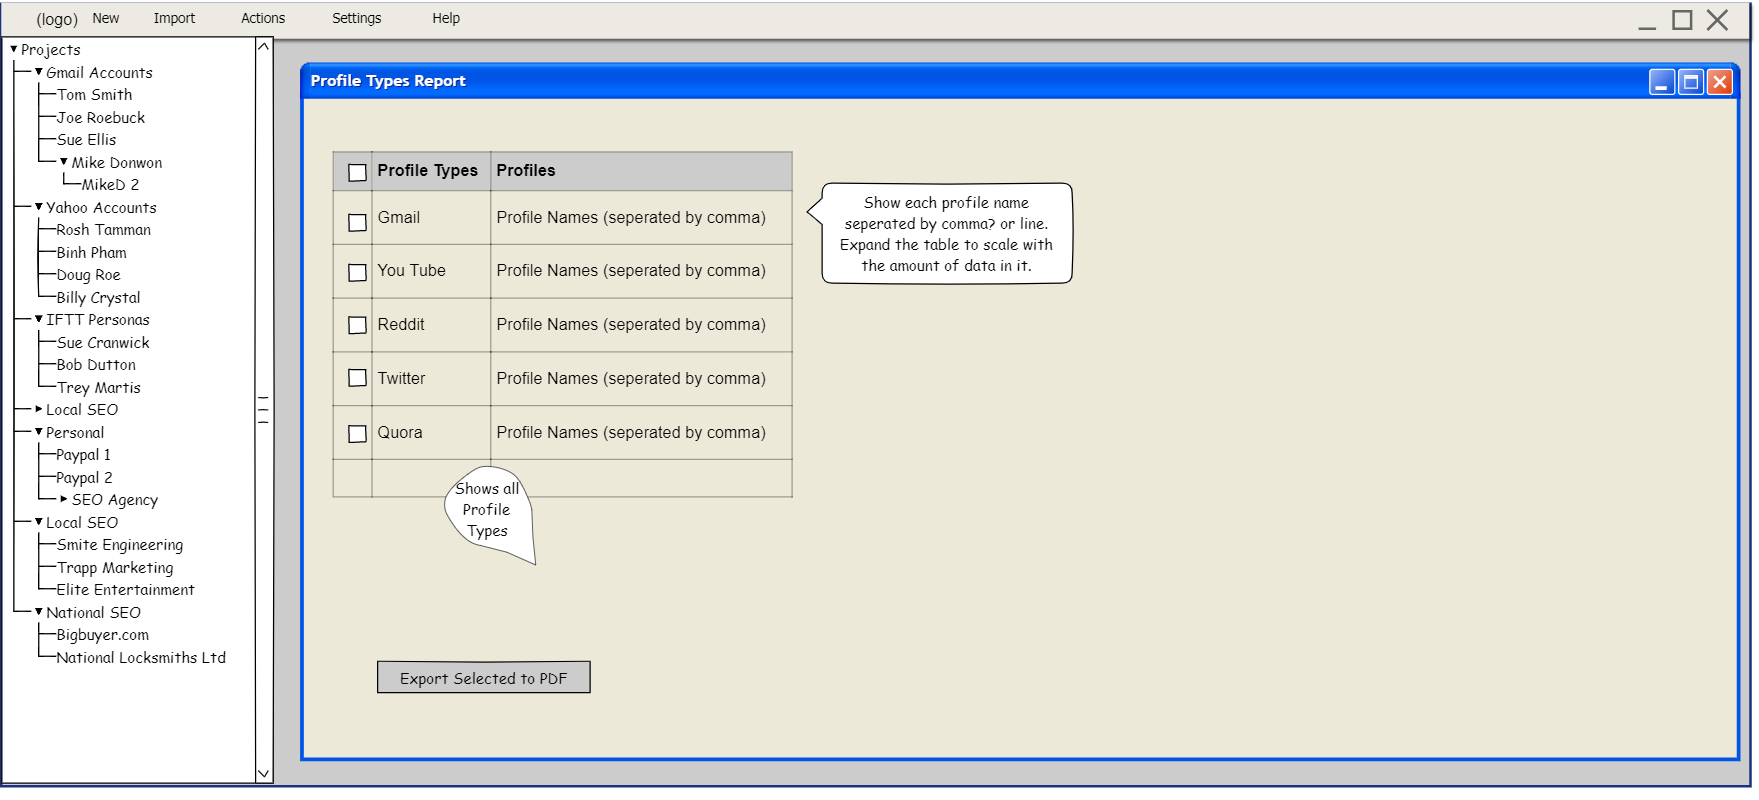 (logo) New Import Actions Settings Help
Projects
Gmail Accounts
Tom Smith
Joe Roebuck
Sue Ellis
Mike Donwon
MikeD 2
Yahoo Accounts
Rosh Tamman
Binh Pham
Doug Roe
Billy Crystal
IFTT Personas
Sue Cranwick
Bob Dutton
Trey Martis
Local SEO
Personal
Paypal 1
Paypal 2
SEO Agency
Local SEO
Smite Engineering
Trapp Marketing
Elite Entertainment
National SEO
Bigbuyer.com
National Locksmiths Ltd
Profile Types Report
Profile Types Profiles
Gmail Profile Names (seperated by comma)
You Tube Profile Names (seperated by comma)
Reddit Profile Names (seperated by comma)
Twitter Profile Names (seperated by comma)
Quora Profile Names (seperated by comma)
Show each profile name
seperated by comma? or line.
Expand the table to scale with
the amount of data in it.
Shows all
Profile
Types
Export Selected to PDF